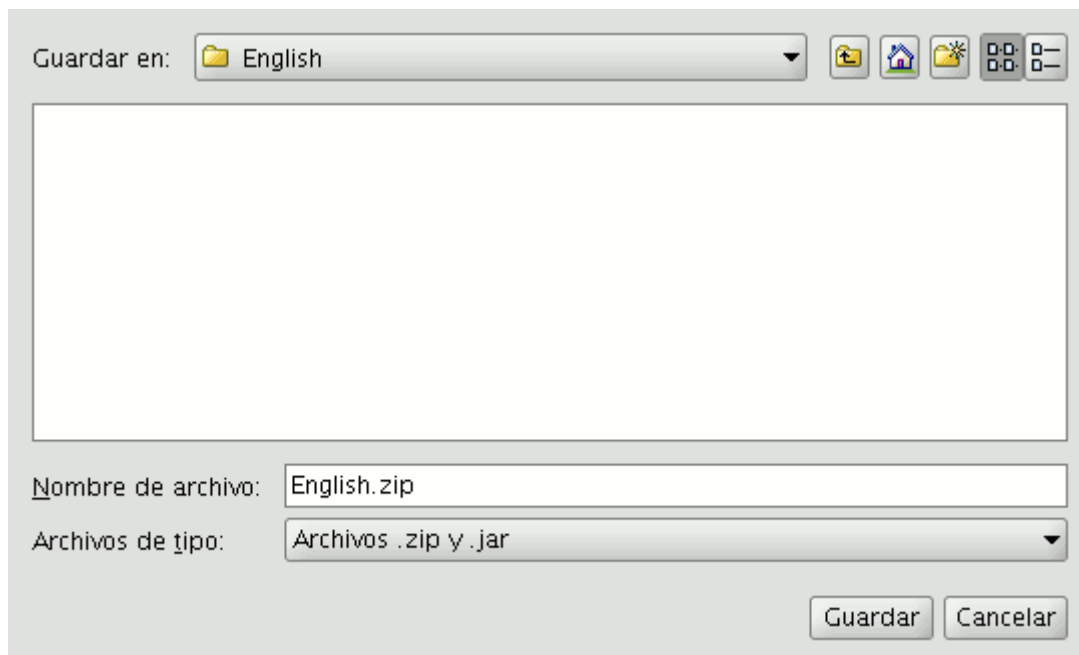 Guardar en: English
Nombre de archivo: English.zip
Archivos de tipo: Archivos .zip y .jar
Guardar Cancelar